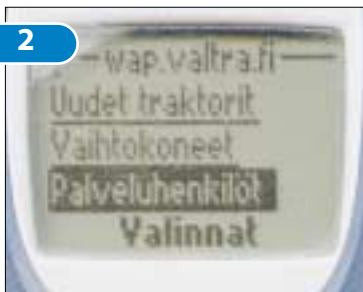 2
wap.valtra.fi
Uudet traktorit
Vaihtokoneet
Palveluhenkilöt
Valinnat